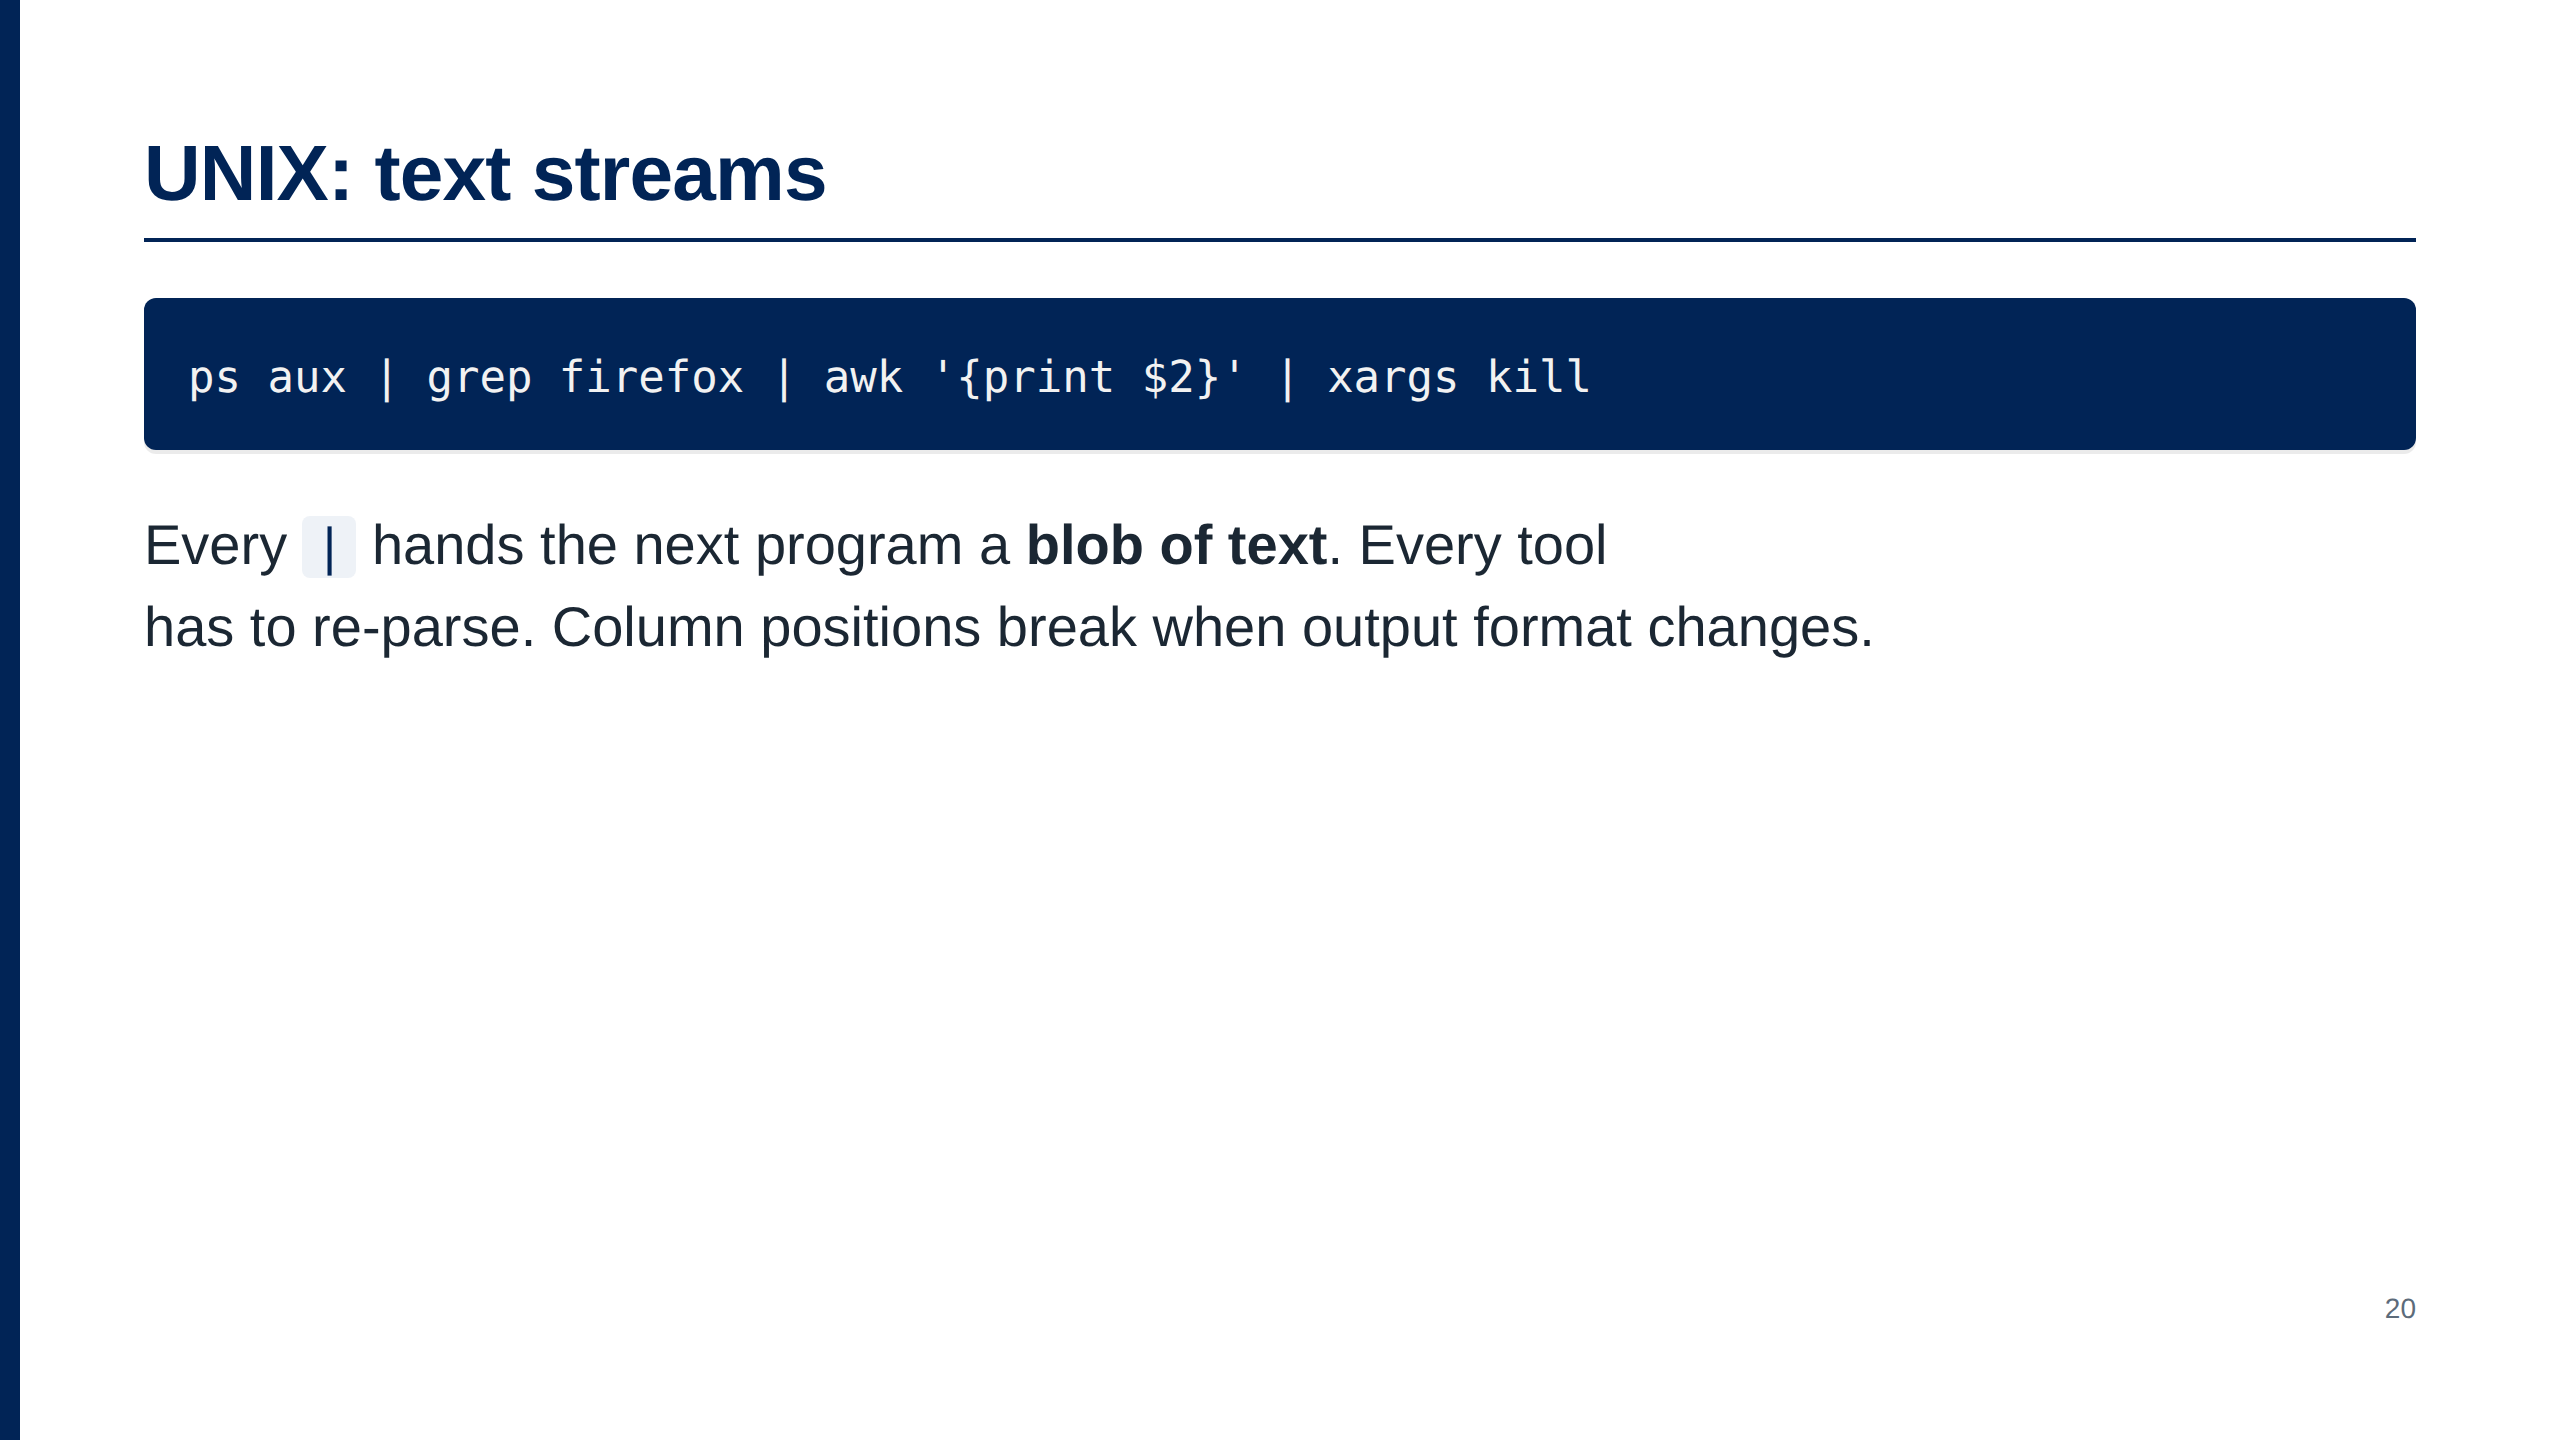 UNIX: text streams
ps aux | grep firefox | awk '{print $2}' | xargs kill
Every | hands the next program a blob of text. Every tool
has to re-parse. Column positions break when output format changes.
20